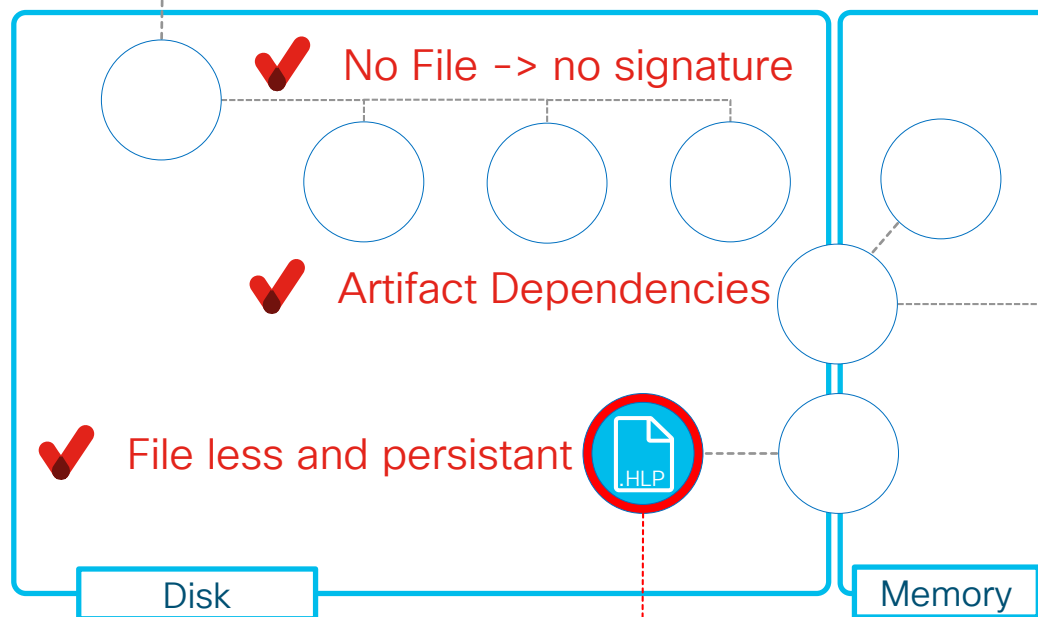 No File -> no signature
Artifact Dependencies
File less and persistant
.HLP
Disk
Memory